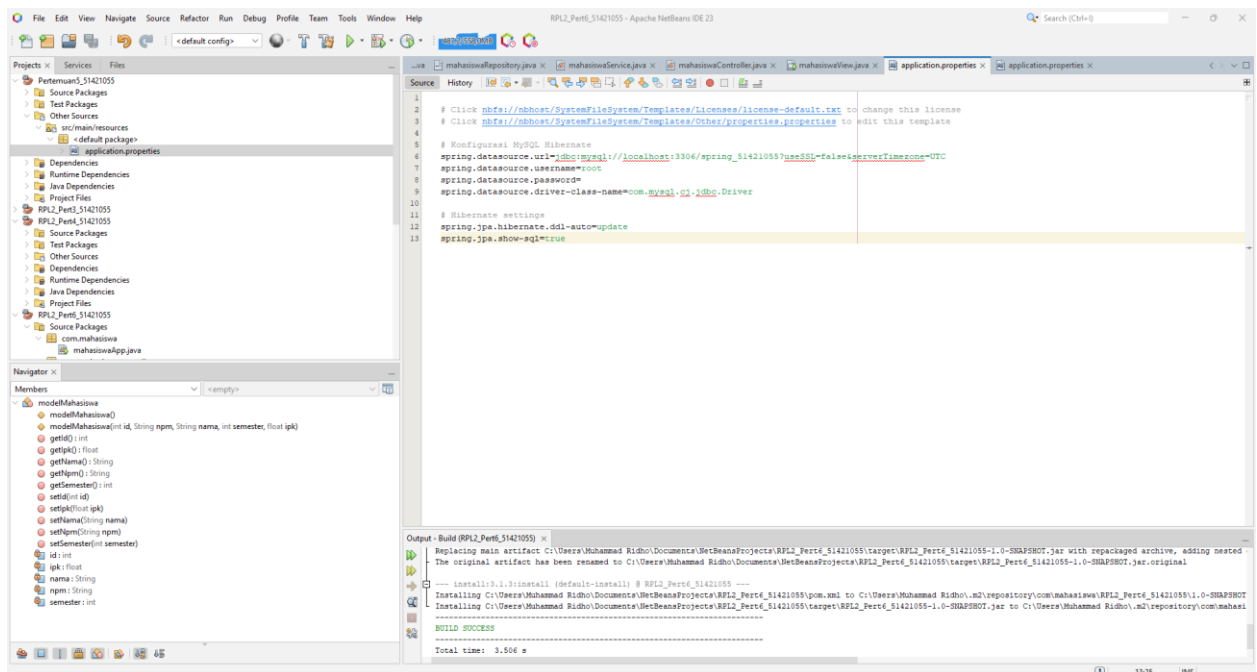 File Edit View Navigate Source Refactor Run Debug Profile Team Tools Window Help
RPL2_Pert6_51421055 - Apache NetBeans IDE 23
Search (Ctrl+I)
<default config>
Projects × Services Files
Pertemuan5_51421055
Source Packages
Test Packages
Other Sources
src/main/resources
<default package>
application.properties
Dependencies
Runtime Dependencies
Java Dependencies
Project Files
RPL2_Pert3_51421055
RPL2_Pert4_51421055
Source Packages
Test Packages
Other Sources
Dependencies
Runtime Dependencies
Java Dependencies
Project Files
RPL2_Pert6_51421055
Source Packages
com.mahasiswa
mahasiswaApp.java
Navigator ×
Members <empty>
modelMahasiswa
modelMahasiswa()
modelMahasiswa(int id, String npm, String nama, int semester, float ipk)
getId() : int
getIpk() : float
getNama() : String
getNpm() : String
getSemester() : int
setId(int id)
setIpk(float ipk)
setNama(String nama)
setNpm(String npm)
setSemester(int semester)
id : int
ipk : float
nama : String
npm : String
semester : int
...va mahasiswaRepository.java × mahasiswaService.java × mahasiswaController.java × mahasiswaView.java × application.properties × application.properties ×
Source History
1
2 # Click nbfs://nbhost/SystemFileSystem/Templates/Licenses/license-default.txt to change this license
3 # Click nbfs://nbhost/SystemFileSystem/Templates/Other/properties.properties to edit this template
4
5 # Konfigurasi MySQL Hibernate
6 spring.datasource.url=jdbc:mysql://localhost:3306/spring_51421055?useSSL=false&serverTimezone=UTC
7 spring.datasource.username=root
8 spring.datasource.password=
9 spring.datasource.driver-class-name=com.mysql.cj.jdbc.Driver
10
11 # Hibernate settings
12 spring.jpa.hibernate.ddl-auto=update
13 spring.jpa.show-sql=true
Output - Build (RPL2_Pert6_51421055) ×
Replacing main artifact C:\Users\Muhammad Ridho\Documents\NetBeansProjects\RPL2_Pert6_51421055\target\RPL2_Pert6_51421055-1.0-SNAPSHOT.jar with repackaged archive, adding nested
The original artifact has been renamed to C:\Users\Muhammad Ridho\Documents\NetBeansProjects\RPL2_Pert6_51421055\target\RPL2_Pert6_51421055-1.0-SNAPSHOT.jar.original
--- install:3.1.3:install (default-install) @ RPL2_Pert6_51421055 ---
Installing C:\Users\Muhammad Ridho\Documents\NetBeansProjects\RPL2_Pert6_51421055\pom.xml to C:\Users\Muhammad Ridho\.m2\repository\com\mahasiswa\RPL2_Pert6_51421055\1.0-SNAPSHOT
Installing C:\Users\Muhammad Ridho\Documents\NetBeansProjects\RPL2_Pert6_51421055\target\RPL2_Pert6_51421055-1.0-SNAPSHOT.jar to C:\Users\Muhammad Ridho\.m2\repository\com\mahasi
------------------------------------------------------------------------
BUILD SUCCESS
------------------------------------------------------------------------
Total time: 3.506 s